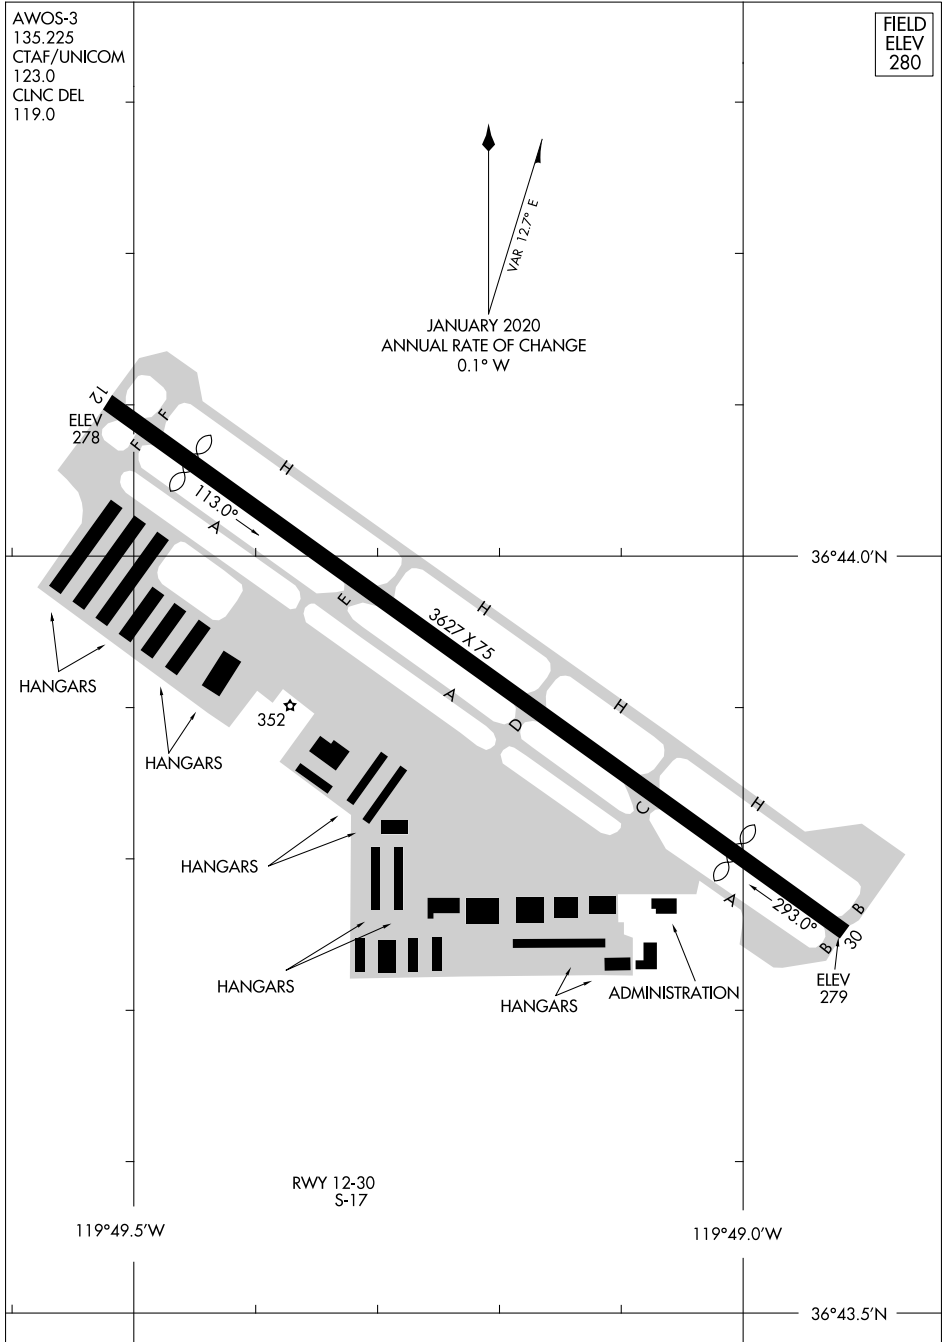 AWOS-3
135.225
CTAF/UNICOM
123.0
CLNC DEL
119.0
FIELD
ELEV
280
VAR 12.7° E
JANUARY 2020
ANNUAL RATE OF CHANGE
0.1° W
12
ELEV
278
F
F
H
113.0°
A
36°44.0'N
E
H
3627 X 75
HANGARS
A
H
352
D
HANGARS
C
H
HANGARS
A
293.0°
B
B
30
HANGARS
HANGARS
ADMINISTRATION
ELEV
279
RWY 12-30
S-17
119°49.5'W
119°49.0'W
36°43.5'N